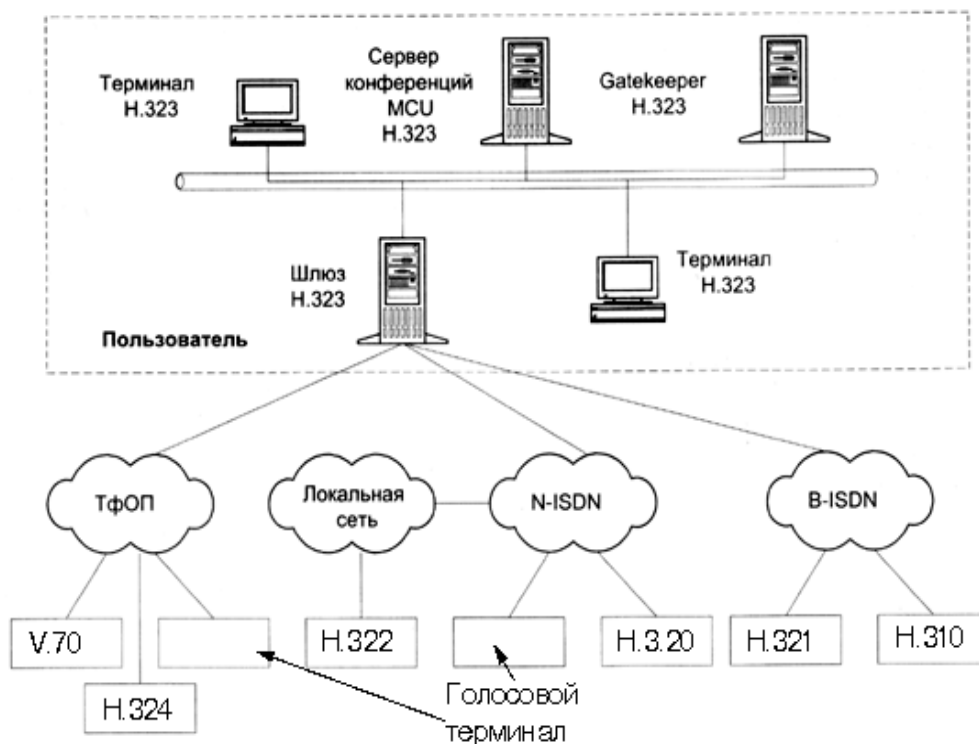 Терминал
H.323
Сервер
конференций
MCU
H.323
Gatekeeper
H.323
Шлюз
H.323
Терминал
H.323
Пользователь
ТфОП
Локальная
сеть
N-ISDN
B-ISDN
V.70
H.324
H.322
H.3.20
H.321
H.310
Голосовой
терминал